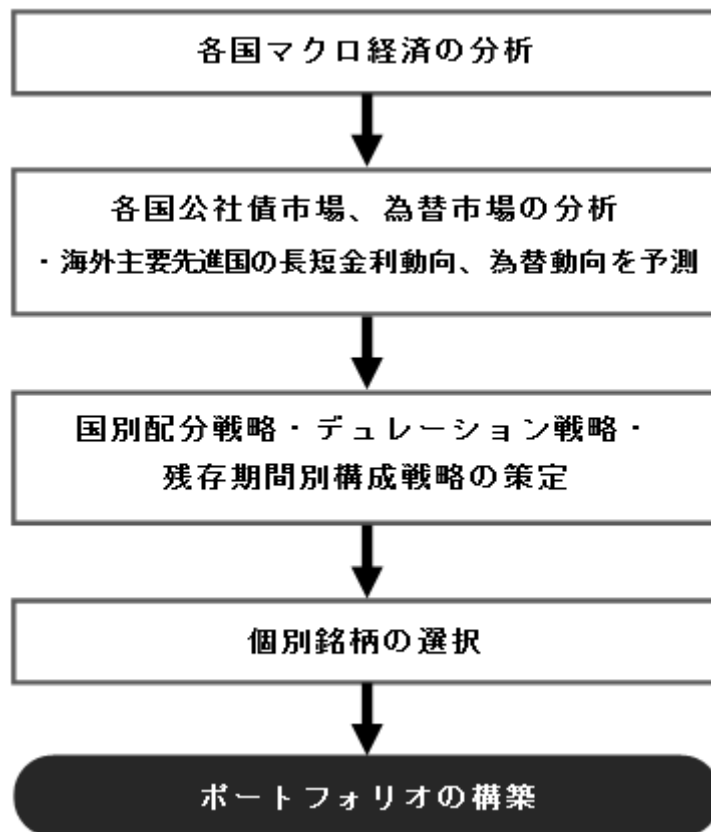 各国マクロ経済の分析
各国公社債市場、為替市場の分析
・海外主要先進国の長短金利動向、為替動向を予測
国別配分戦略・デュレーション戦略・
残存期間別構成戦略の策定
個別銘柄の選択
ポートフォリオの構築